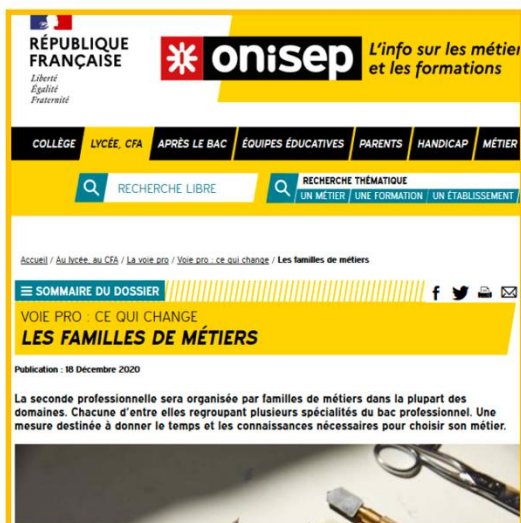 RÉPUBLIQUE
FRANÇAISE
Liberté
Égalité
Fraternité
onisep
L'info sur les métier
et les formations
COLLÈGE LYCÉE, CFA APRÈS LE BAC ÉQUIPES ÉDUCATIVES PARENTS HANDICAP MÉTIER
RECHERCHE LIBRE
RECHERCHE THÉMATIQUE
UN MÉTIER UNE FORMATION UN ÉTABLISSEMENT
Accueil / Au lycée, au CFA / La voie pro / Voie pro : ce qui change / Les familles de métiers
SOMMAIRE DU DOSSIER
VOIE PRO : CE QUI CHANGE
LES FAMILLES DE MÉTIERS
Publication : 18 Décembre 2020
La seconde professionnelle sera organisée par familles de métiers dans la plupart des
domaines. Chacune d'entre elles regroupant plusieurs spécialités du bac professionnel. Une
mesure destinée à donner le temps et les connaissances nécessaires pour choisir son métier.